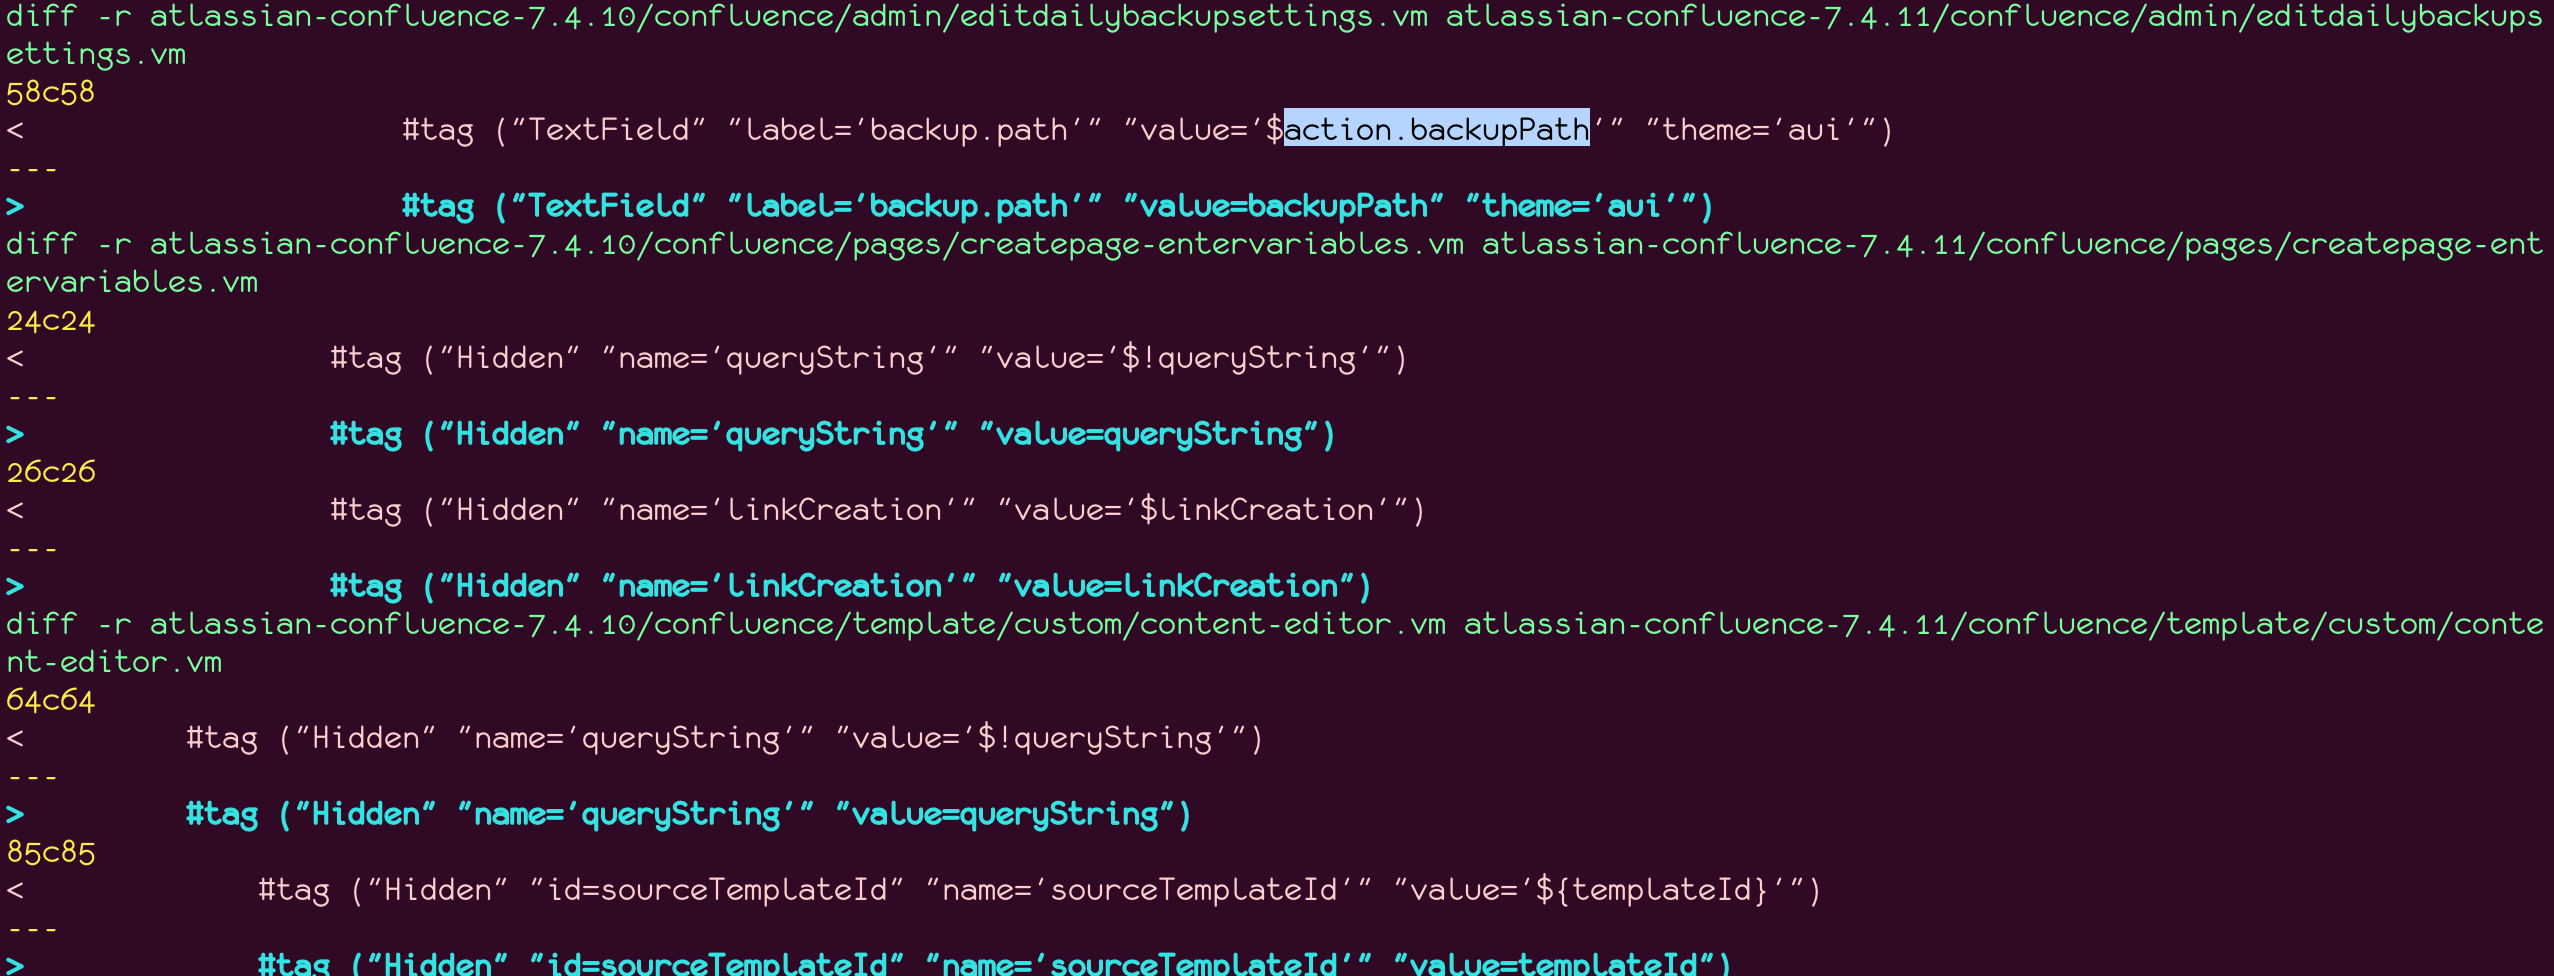 diff -r atlassian-confluence-7.4.10/confluence/admin/editdailybackupsettings.vm atlassian-confluence-7.4.11/confluence/admin/editdailybackups
ettings.vm
58c58
<                     #tag ("TextField" "label='backup.path'" "value='$action.backupPath'" "theme='aui'")
---
>                     #tag ("TextField" "label='backup.path'" "value=backupPath" "theme='aui'")
diff -r atlassian-confluence-7.4.10/confluence/pages/createpage-entervariables.vm atlassian-confluence-7.4.11/confluence/pages/createpage-ent
ervariables.vm
24c24
<                 #tag ("Hidden" "name='queryString'" "value='$!queryString'")
---
>                 #tag ("Hidden" "name='queryString'" "value=queryString")
26c26
<                 #tag ("Hidden" "name='linkCreation'" "value='$linkCreation'")
---
>                 #tag ("Hidden" "name='linkCreation'" "value=linkCreation")
diff -r atlassian-confluence-7.4.10/confluence/template/custom/content-editor.vm atlassian-confluence-7.4.11/confluence/template/custom/conte
nt-editor.vm
64c64
<         #tag ("Hidden" "name='queryString'" "value='$!queryString'")
---
>         #tag ("Hidden" "name='queryString'" "value=queryString")
85c85
<             #tag ("Hidden" "id=sourceTemplateId" "name='sourceTemplateId'" "value='${templateId}'")
---
>             #tag ("Hidden" "id=sourceTemplateId" "name='sourceTemplateId'" "value=templateId")